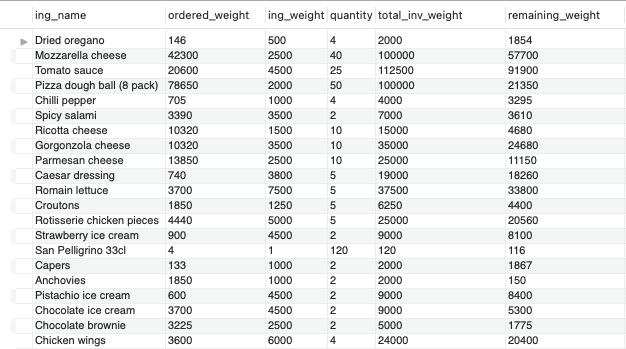 ing_name ordered_weight ing_weight quantity total_inv_weight remaining_weight
Dried oregano 146 500 4 2000 1854
Mozzarella cheese 42300 2500 40 100000 57700
Tomato sauce 20600 4500 25 112500 91900
Pizza dough ball (8 pack) 78650 2000 50 100000 21350
Chilli pepper 705 1000 4 4000 3295
Spicy salami 3390 3500 2 7000 3610
Ricotta cheese 10320 1500 10 15000 4680
Gorgonzola cheese 10320 3500 10 35000 24680
Parmesan cheese 13850 2500 10 25000 11150
Caesar dressing 740 3800 5 19000 18260
Romain lettuce 3700 7500 5 37500 33800
Croutons 1850 1250 5 6250 4400
Rotisserie chicken pieces 4440 5000 5 25000 20560
Strawberry ice cream 900 4500 2 9000 8100
San Pelligrino 33cl 4 1 120 120 116
Capers 133 1000 2 2000 1867
Anchovies 1850 1000 2 2000 150
Pistachio ice cream 600 4500 2 9000 8400
Chocolate ice cream 3700 4500 2 9000 5300
Chocolate brownie 3225 2500 2 5000 1775
Chicken wings 3600 6000 4 24000 20400